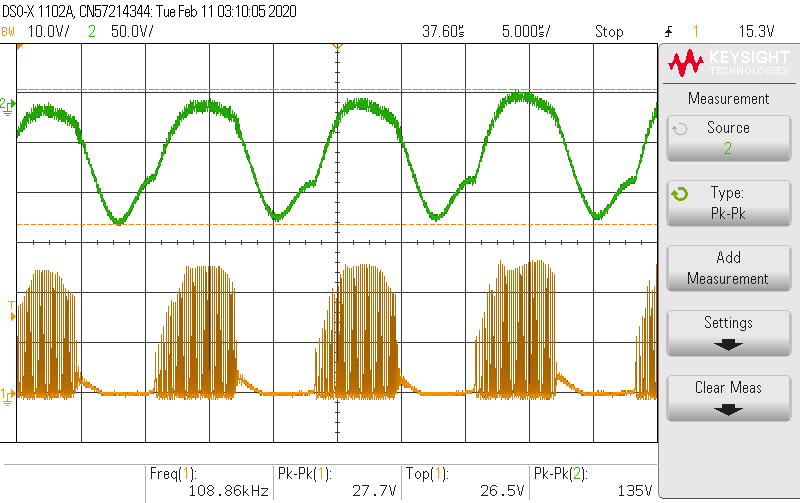 DSO-X 1102A, CN57214344: Tue Feb 11 03:10:05 2020
BW 10.0V/ 2 50.0V/ 37.60s 5.000s/ Stop 1 15.3V
KEYSIGHT
TECHNOLOGIES
Measurement
Source
2
Type:
Pk-Pk
Add
Measurement
Settings
Clear Meas
2
T
1
Freq(1): Pk-Pk(1): Top(1): Pk-Pk(2):
108.86kHz 27.7V 26.5V 135V